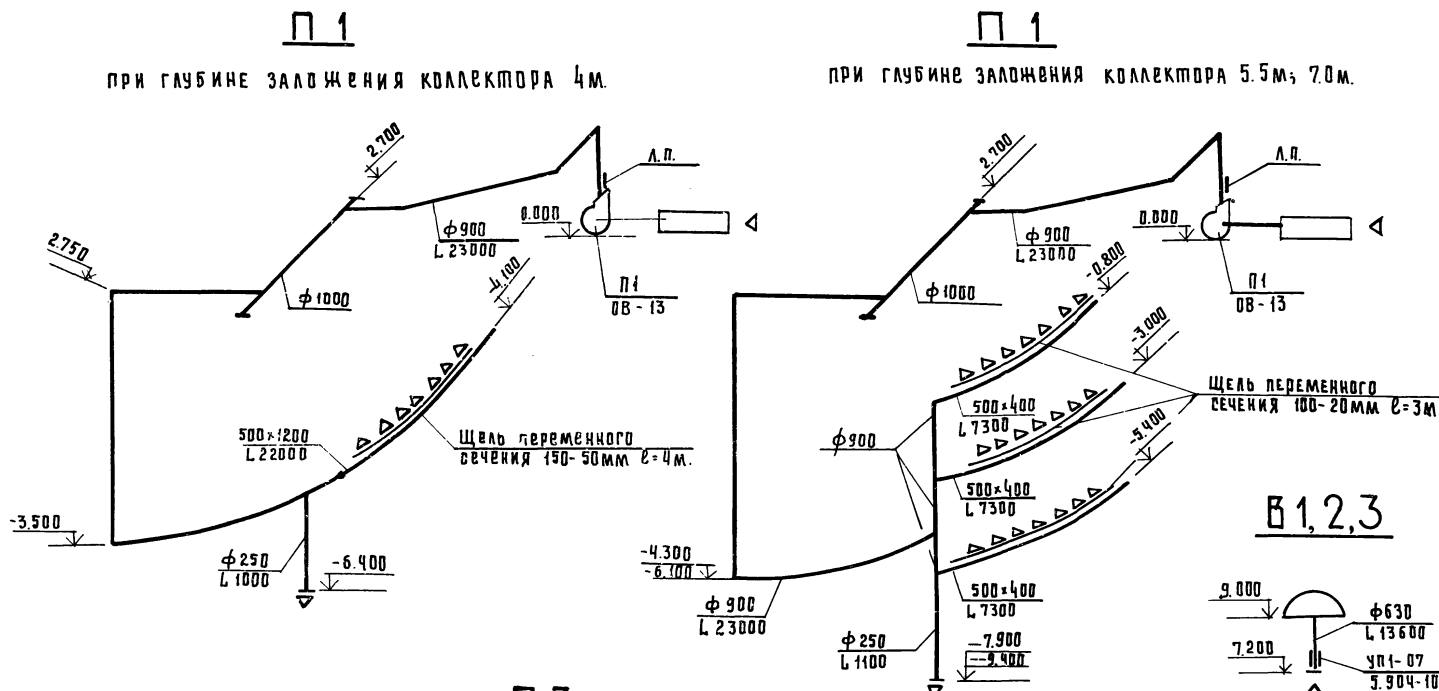 П 1
ПРИ ГЛУБИНЕ ЗАЛОЖЕНИЯ КОЛЛЕКТОРА 4М.
2.700
Л.П.
0.000
ф900
L 23000
2.750
ф1000
П1
ОВ-13
-4.100
500×1200
L 22000
Щель переменного
сечения 150-50мм ℓ=4м.
-3.500
ф250
L 1000
-6.400
П 1
ПРИ ГЛУБИНЕ ЗАЛОЖЕНИЯ КОЛЛЕКТОРА 5.5м; 7.0м.
2.700
Л.П.
0.000
ф900
L 23000
-0.800
ф1000
П1
ОВ-13
-3.000
Щель переменного
сечения 100-20мм ℓ=3м
500×400
L 7300
ф900
-5.400
500×400
L 7300
-4.300
-6.100
500×400
L 7300
ф900
L 23000
ф250
L 1100
-7.900
-9.400
В 1,2,3
9.000
ф630
L 13600
7.200
УП1-07
5.904-10